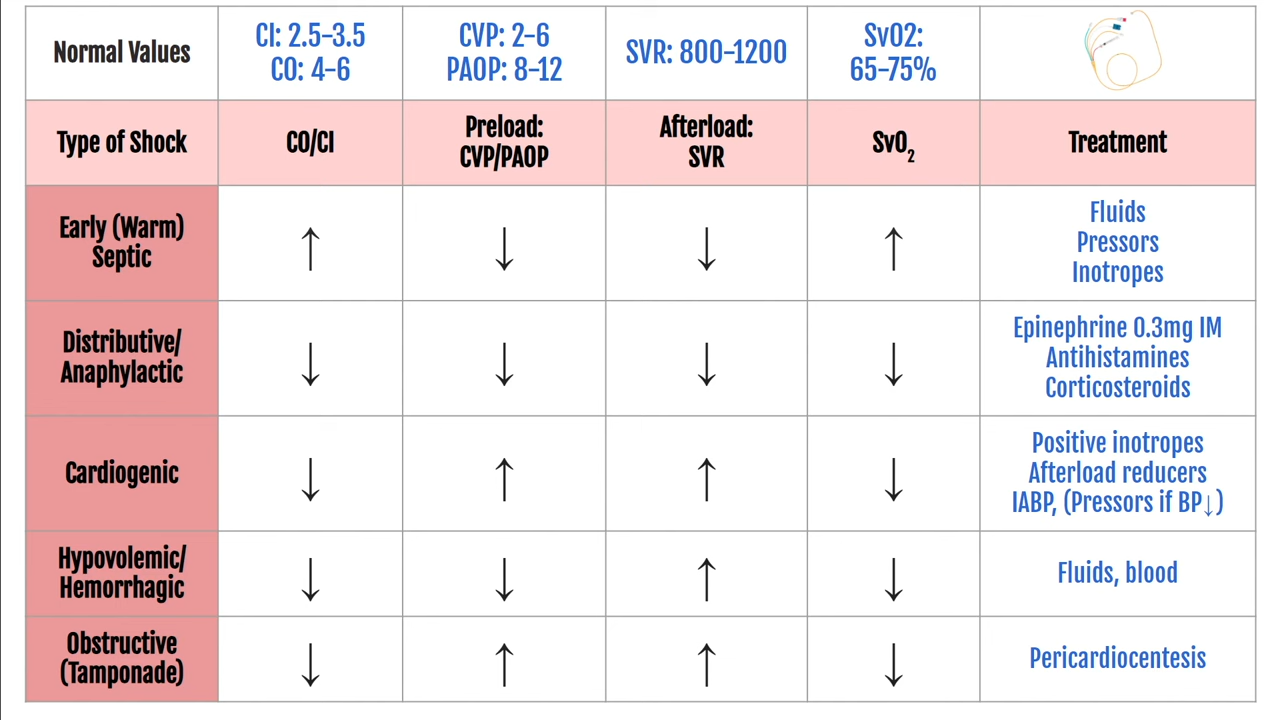 Normal Values
CI: 2.5-3.5
CO: 4-6
CVP: 2-6
PAOP: 8-12
SVR: 800-1200
SvO2:
65-75%
Type of Shock
CO/CI
Preload:
CVP/PAOP
Afterload:
SVR
SvO₂
Treatment
Early (Warm)
Septic
↑
↓
↓
↑
Fluids
Pressors
Inotropes
Distributive/
Anaphylactic
↓
↓
↓
↓
Epinephrine 0.3mg IM
Antihistamines
Corticosteroids
Cardiogenic
↓
↑
↑
↓
Positive inotropes
Afterload reducers
IABP, (Pressors if BP↓)
Hypovolemic/
Hemorrhagic
↓
↓
↑
↓
Fluids, blood
Obstructive
(Tamponade)
↓
↑
↑
↓
Pericardiocentesis